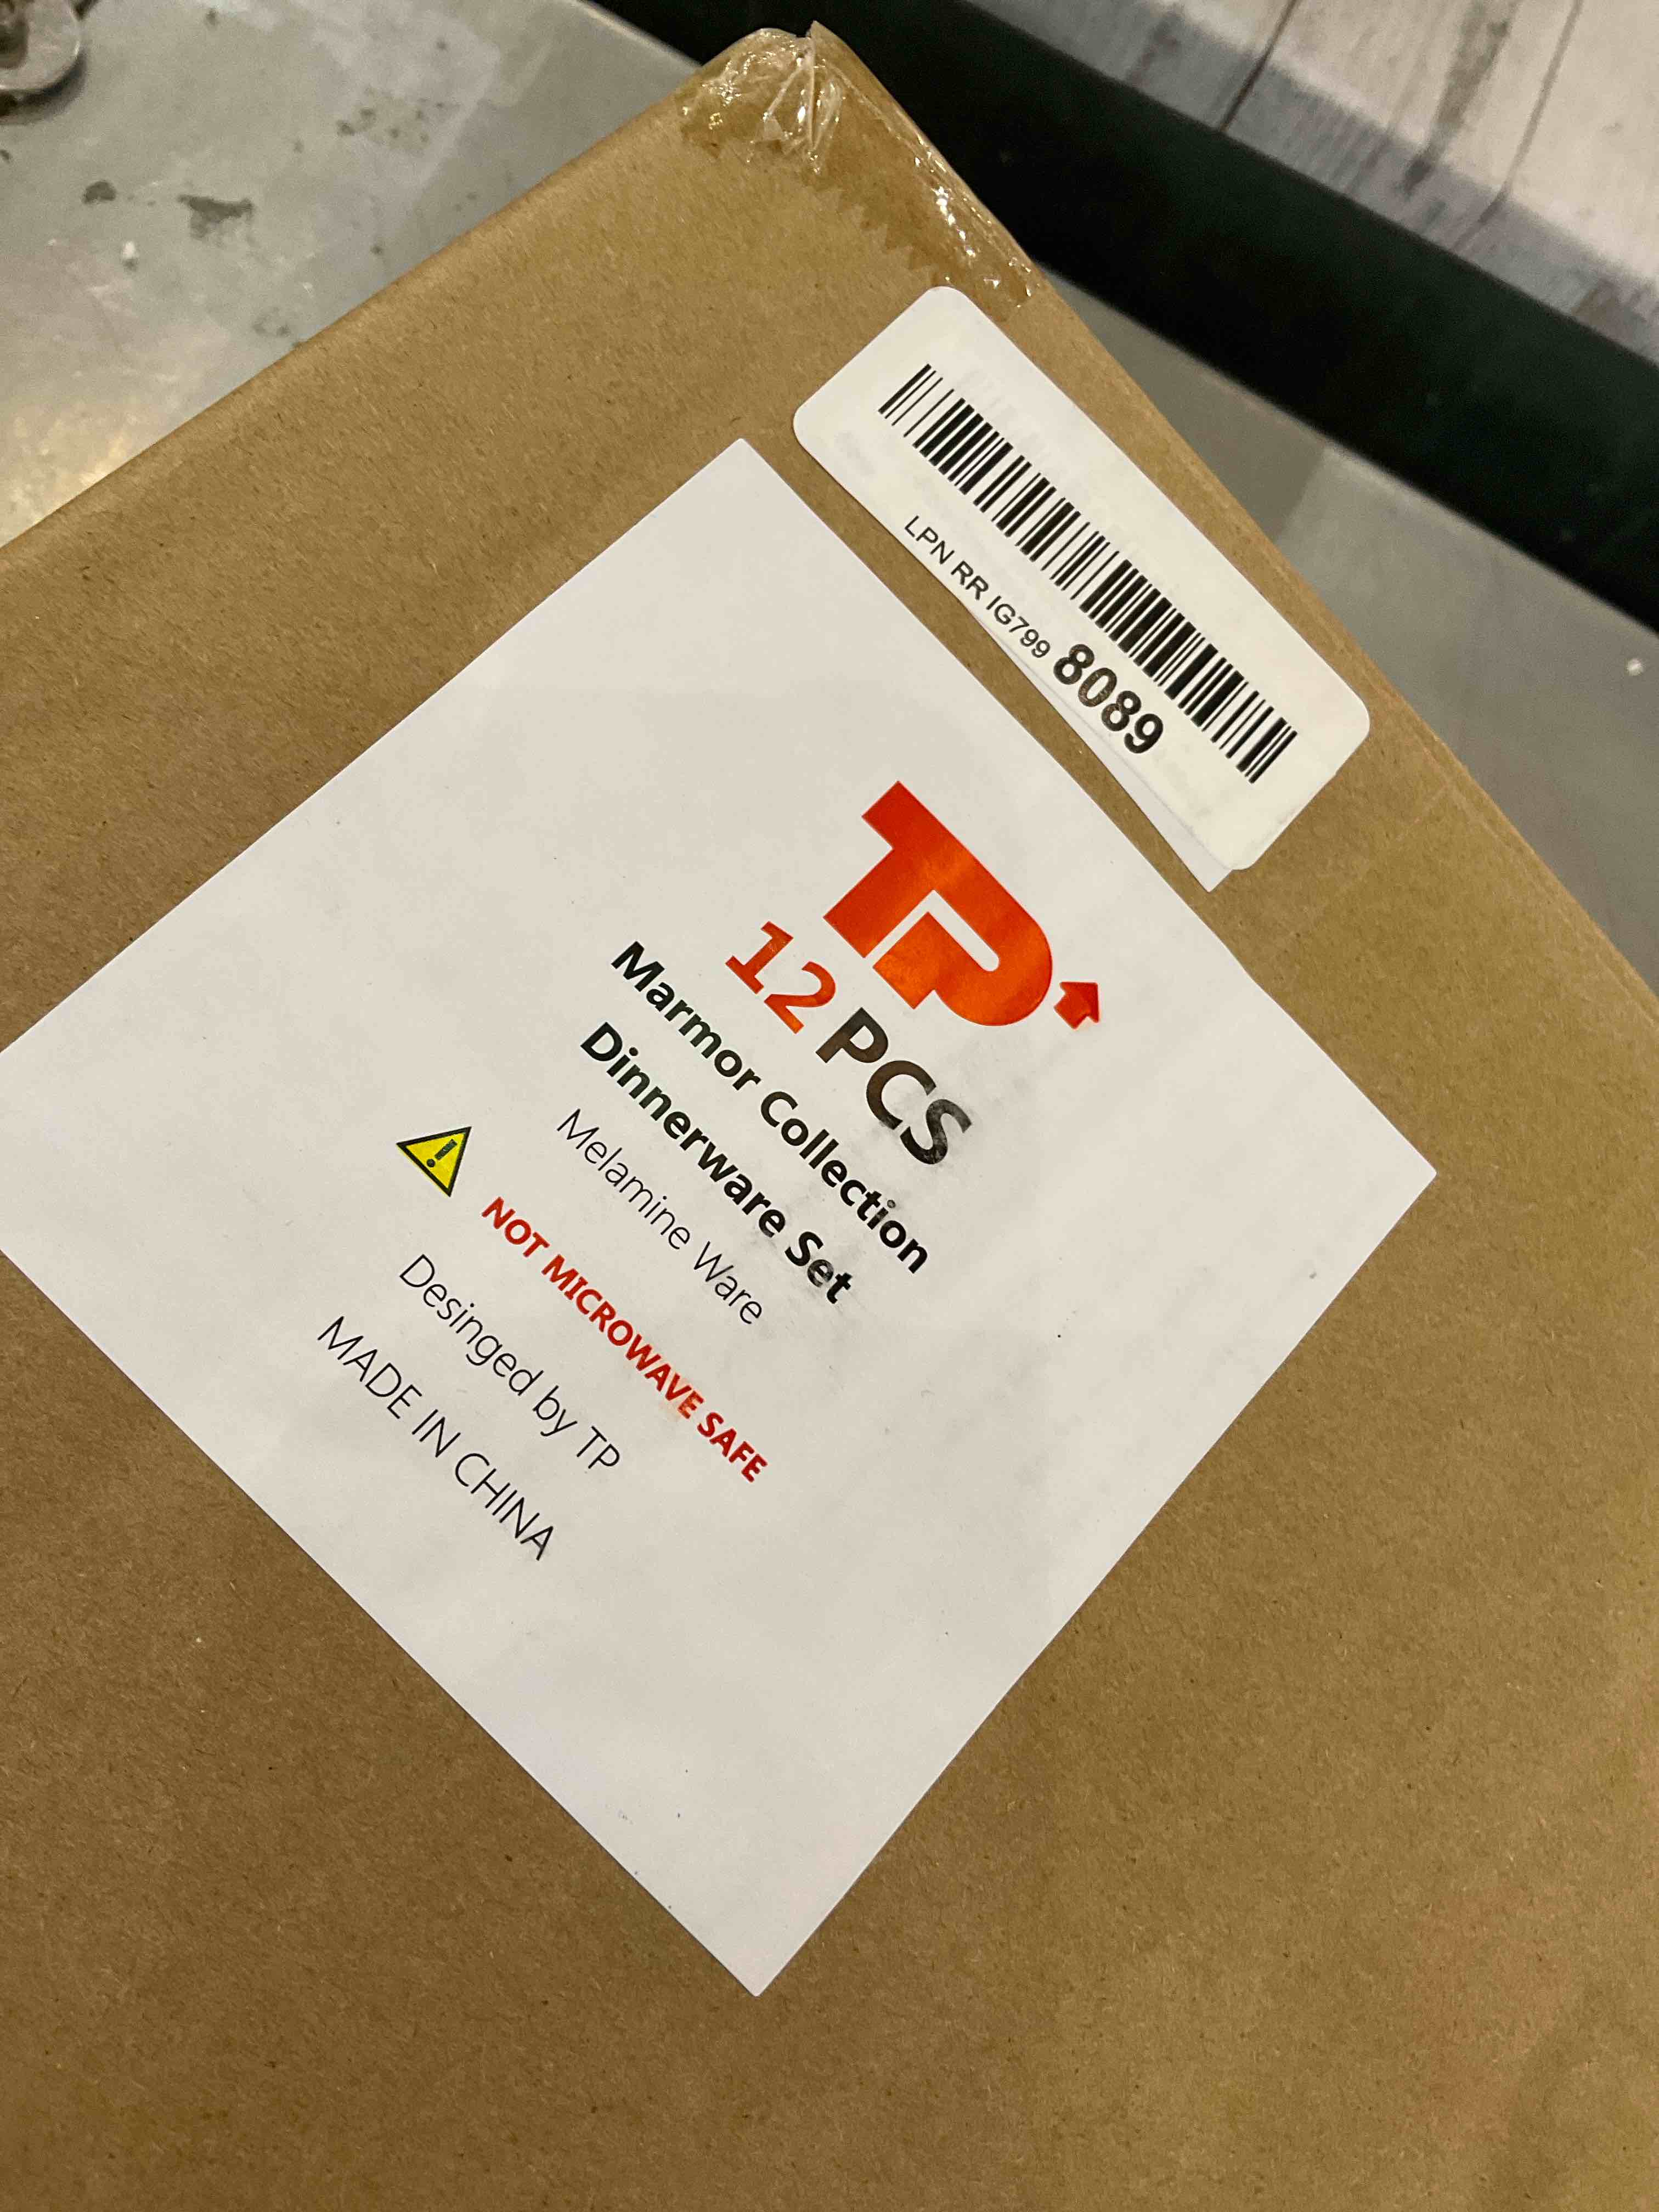 LPN RR IG799 8089
TP
12 PCS
Marmor Collection
Dinnerware Set
Melamine Ware
NOT MICROWAVE SAFE
Desinged by TP
MADE IN CHINA